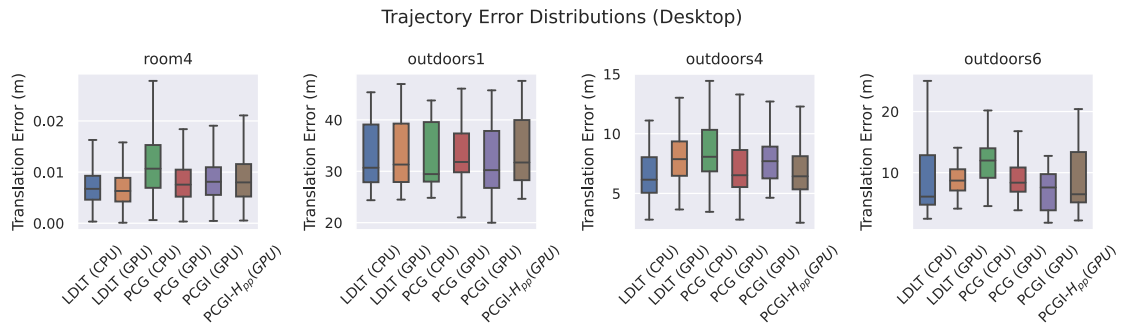 Trajectory Error Distributions (Desktop)
room4
Translation Error (m)
0.02
0.01
0.00
LDLT (CPU)
LDLT (GPU)
PCG (CPU)
PCG (GPU)
PCGI (GPU)
PCGI-Hpp(GPU)
outdoors1
Translation Error (m)
40
30
20
LDLT (CPU)
LDLT (GPU)
PCG (CPU)
PCG (GPU)
PCGI (GPU)
PCGI-Hpp(GPU)
outdoors4
Translation Error (m)
15
10
5
LDLT (CPU)
LDLT (GPU)
PCG (CPU)
PCG (GPU)
PCGI (GPU)
PCGI-Hpp(GPU)
outdoors6
Translation Error (m)
20
10
LDLT (CPU)
LDLT (GPU)
PCG (CPU)
PCG (GPU)
PCGI (GPU)
PCGI-Hpp(GPU)